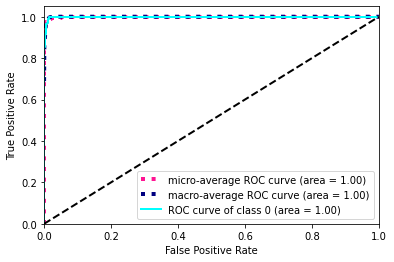 1.0
0.8
0.6
0.4
0.2
0.0
True Positive Rate
micro-average ROC curve (area = 1.00)
macro-average ROC curve (area = 1.00)
ROC curve of class 0 (area = 1.00)
0.0 0.2 0.4 0.6 0.8 1.0
False Positive Rate